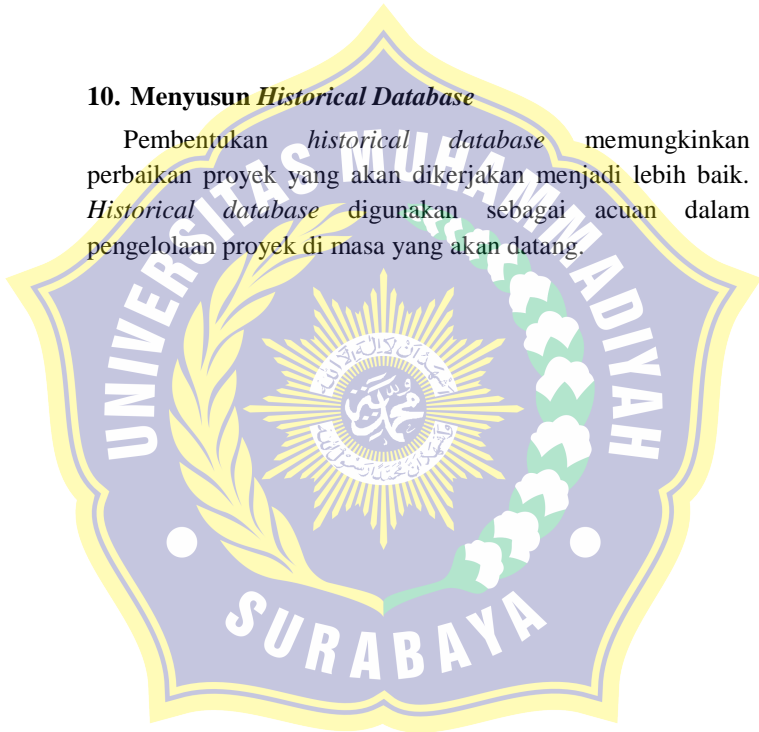 10. Menyusun Historical Database
Pembentukan historical database memungkinkan
perbaikan proyek yang akan dikerjakan menjadi lebih baik.
Historical database digunakan sebagai acuan dalam
pengelolaan proyek di masa yang akan datang.
UNIVERSITAS MUHAMMADIYAH
SURABAYA